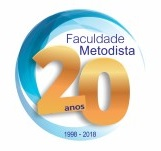 Faculdade
Metodista
20
anos
1998 - 2018